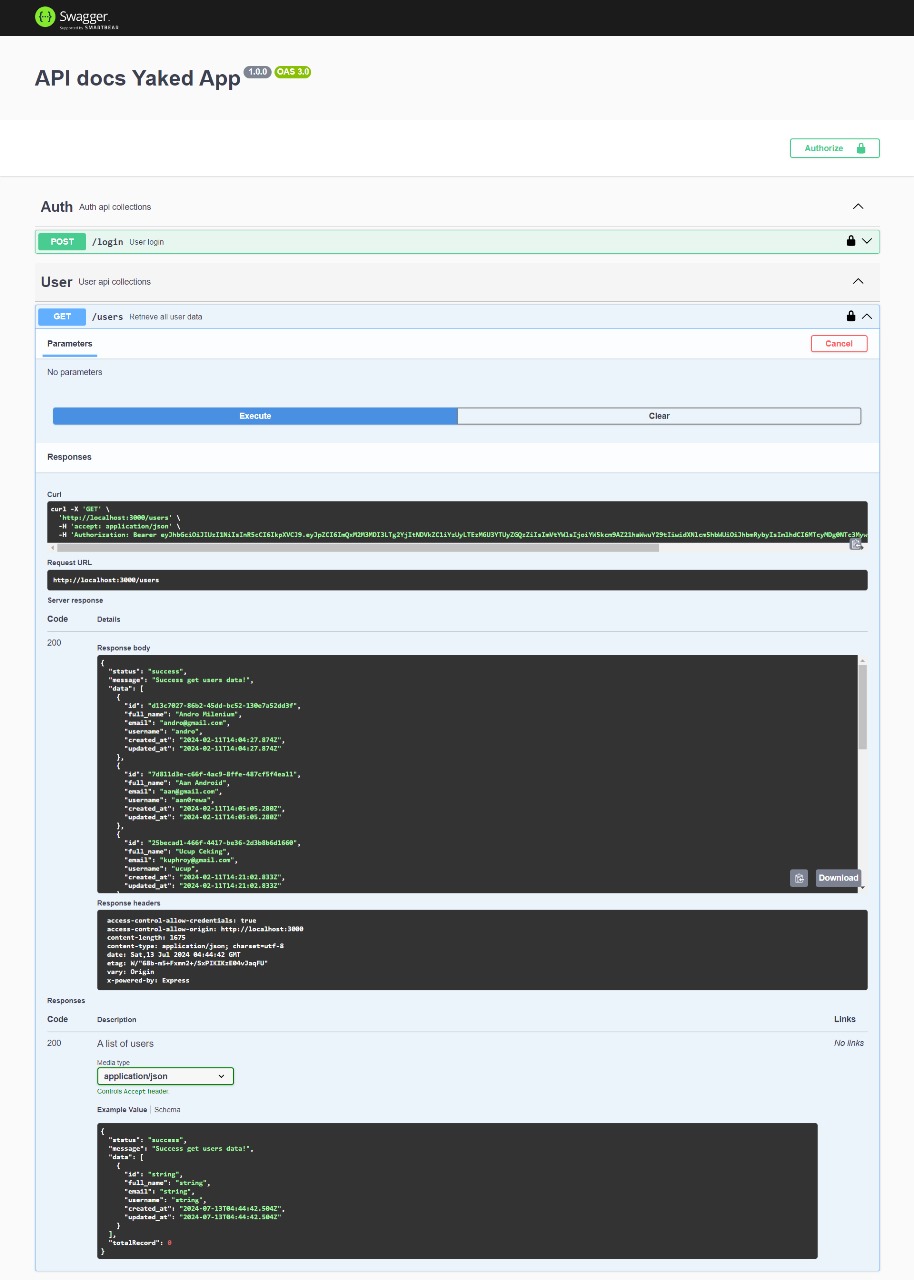 Swagger.
Supported by SMARTBEAR
API docs Yaked App 1.0.0 OAS 3.0
Authorize
Auth Auth api collections
POST /login User login
User User api collections
GET /users Retrieve all user data
Parameters Cancel
No parameters
Execute Clear
Responses
Curl
curl -X 'GET' \
'http://localhost:3000/users' \
-H 'accept: application/json' \
-H 'Authorization: Bearer
Request URL
http://localhost:3000/users
Server response
Code Details
200
Response body
{
"status": "success",
"message": "Success get users data!",
"data": [
{
"id": "d13c7027-86b2-45dd-bc52-130e7a52dd3f",
"full_name": "Andro Milenium",
"email": "andro@gmail.com",
"username": "andro",
"created_at": "2024-02-11T14:04:27.874Z",
"updated_at": "2024-02-11T14:04:27.874Z"
},
{
"id": "7d811d3e-c66f-4ac9-8ffe-487cf5f4ea11",
"full_name": "Aan Android",
"email": "aan@gmail.com",
"username": "aan0rewa",
"created_at": "2024-02-11T14:05:05.280Z",
"updated_at": "2024-02-11T14:05:05.280Z"
},
{
"id": "25becad1-466f-4417-be36-2d3b8b6d1660",
"full_name": "Ucup Ceking",
"email": "kuphroy@gmail.com",
"username": "ucup",
"created_at": "2024-02-11T14:21:02.833Z",
"updated_at": "2024-02-11T14:21:02.833Z"
Download
Response headers
access-control-allow-credentials: true
access-control-allow-origin: http://localhost:3000
content-length: 1675
content-type: application/json; charset=utf-8
date: Sat,13 Jul 2024 04:44:42 GMT
etag: W/"68b-m5+Fxmn2+/SxPIKIKzE04vJaqFU"
vary: Origin
x-powered-by: Express
Responses
Code Description Links
200 A list of users No links
Media type
application/json
Controls Accept header.
Example Value Schema
{
"status": "success",
"message": "Success get users data!",
"data": [
{
"id": "string",
"full_name": "string",
"email": "string",
"username": "string",
"created_at": "2024-07-13T04:44:42.504Z",
"updated_at": "2024-07-13T04:44:42.504Z"
}
],
"totalRecord": 0
}